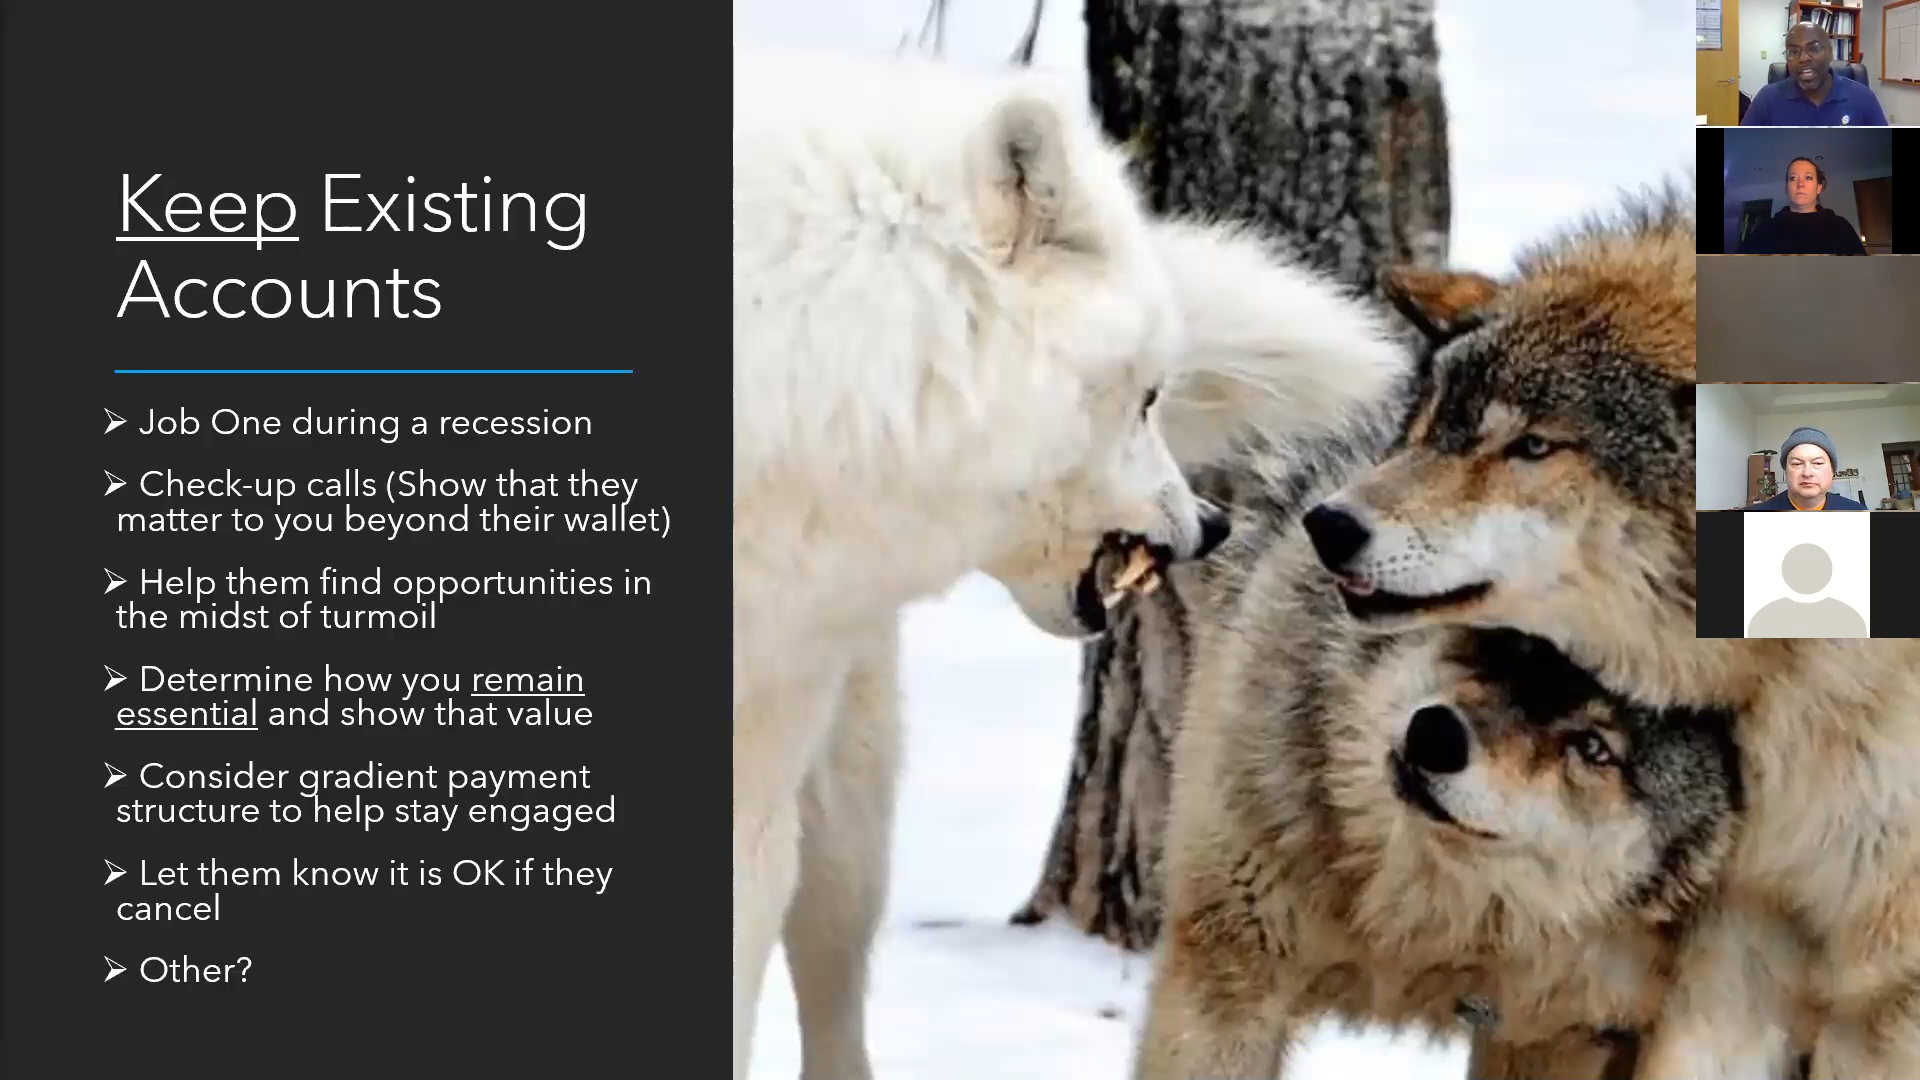 Keep Existing
Accounts
➢ Job One during a recession
➢ Check-up calls (Show that they
matter to you beyond their wallet)
➢ Help them find opportunities in
the midst of turmoil
➢ Determine how you remain
essential and show that value
➢ Consider gradient payment
structure to help stay engaged
➢ Let them know it is OK if they
cancel
➢ Other?